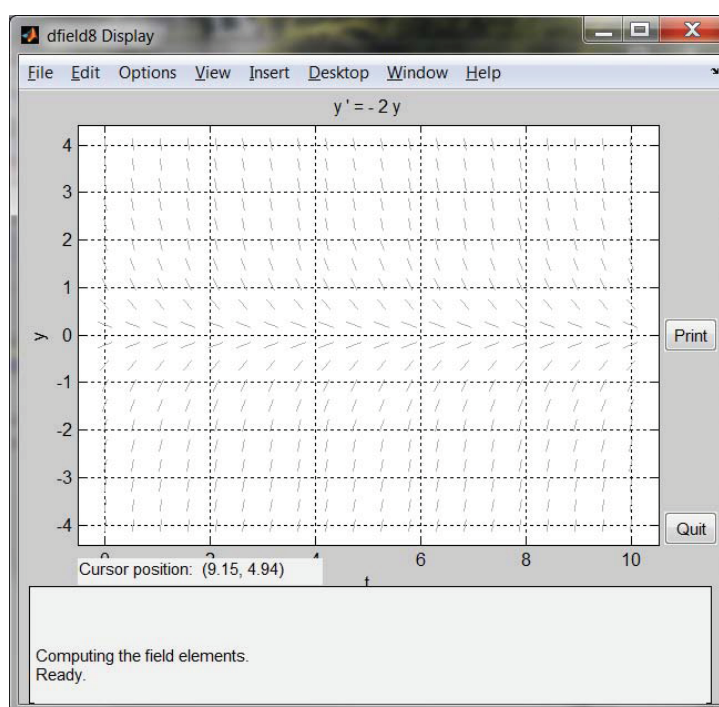 dfield8 Display
File Edit Options View Insert Desktop Window Help
y ' = - 2 y
4
3
2
1
0
-1
-2
-3
-4
y
Print
Quit
6 8 10
Cursor position: (9.15, 4.94)
t
Computing the field elements.
Ready.